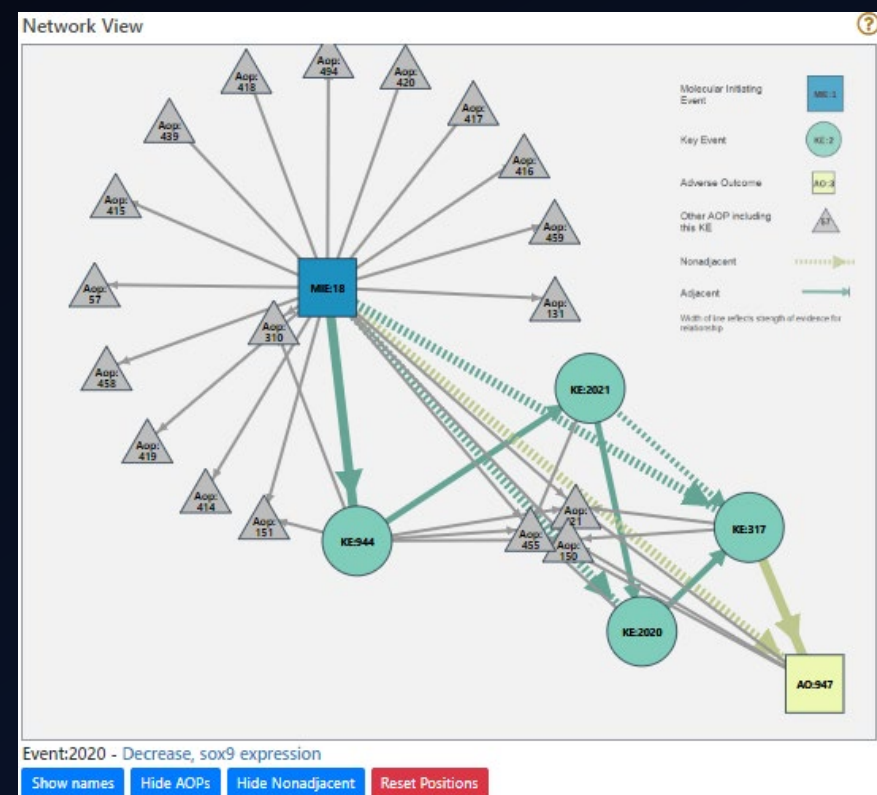 Network View
?
Aop:
494
Aop:
418
Aop:
420
Aop:
417
Aop:
439
Aop:
416
Aop:
415
Aop:
459
Aop:
57
Aop:
131
Aop:
310
Aop:
458
Aop:
419
Aop:
414
Aop:
151
Aop:
21
Aop:
455
Aop:
150
MIE:18
KE:2021
KE:944
KE:317
KE:2020
AO:947
Molecular Initiating
Event
MIE:1
Key Event
KE:2
Adverse Outcome
AO:3
Other AOP including
this KE
57
Nonadjacent
Adjacent
Width of line reflects strength of evidence for
relationship
Event:2020 - Decrease, sox9 expression
Show names
Hide AOPs
Hide Nonadjacent
Reset Positions